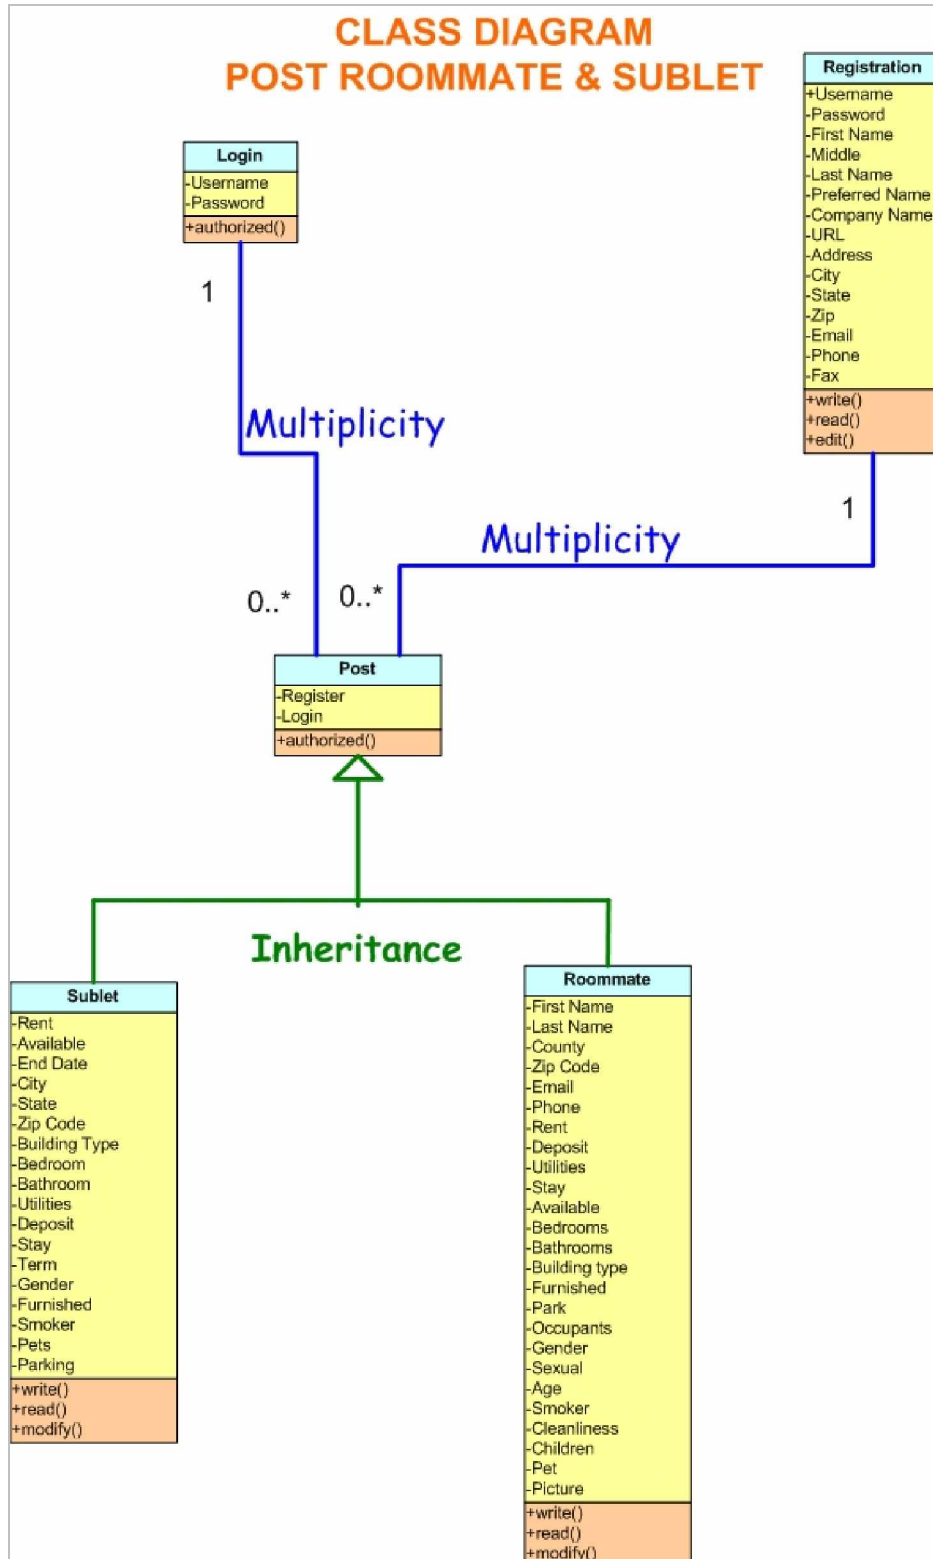 CLASS DIAGRAM
POST ROOMMATE & SUBLET
Registration
+Username
-Password
-First Name
-Middle
-Last Name
-Preferred Name
-Company Name
-URL
-Address
-City
-State
-Zip
-Email
-Phone
-Fax
+write()
+read()
+edit()
Login
-Username
-Password
+authorized()
1
Multiplicity
0..*
1
Multiplicity
0..*
Post
-Register
-Login
+authorized()
Inheritance
Sublet
-Rent
-Available
-End Date
-City
-State
-Zip Code
-Building Type
-Bedroom
-Bathroom
-Utilities
-Deposit
-Stay
-Term
-Gender
-Furnished
-Smoker
-Pets
-Parking
+write()
+read()
+modify()
Roommate
-First Name
-Last Name
-County
-Zip Code
-Email
-Phone
-Rent
-Deposit
-Utilities
-Stay
-Available
-Bedrooms
-Bathrooms
-Building type
-Furnished
-Park
-Occupants
-Gender
-Sexual
-Age
-Smoker
-Cleanliness
-Children
-Pet
-Picture
+write()
+read()
+modify()